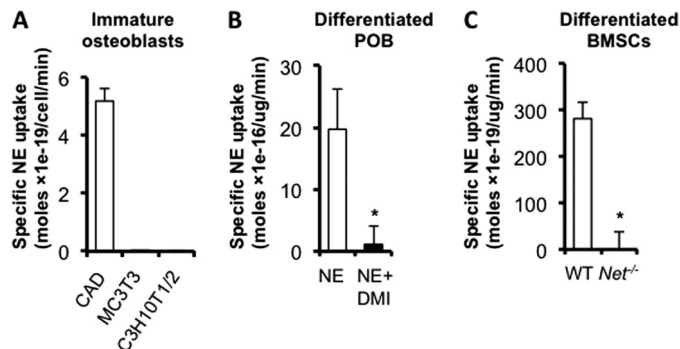 A
Immature
osteoblasts
Specific NE uptake
(moles ×1e-19/cell/min)
6
4
2
0
CAD
MC3T3
C3H10T1/2
B
Differentiated
POB
Specific NE uptake
(moles ×1e-16/ug/min)
30
20
10
0
*
NE
NE+
DMI
C
Differentiated
BMSCs
Specific NE uptake
(moles ×1e-19/ug/min)
400
300
200
100
0
*
WT
Net-/-